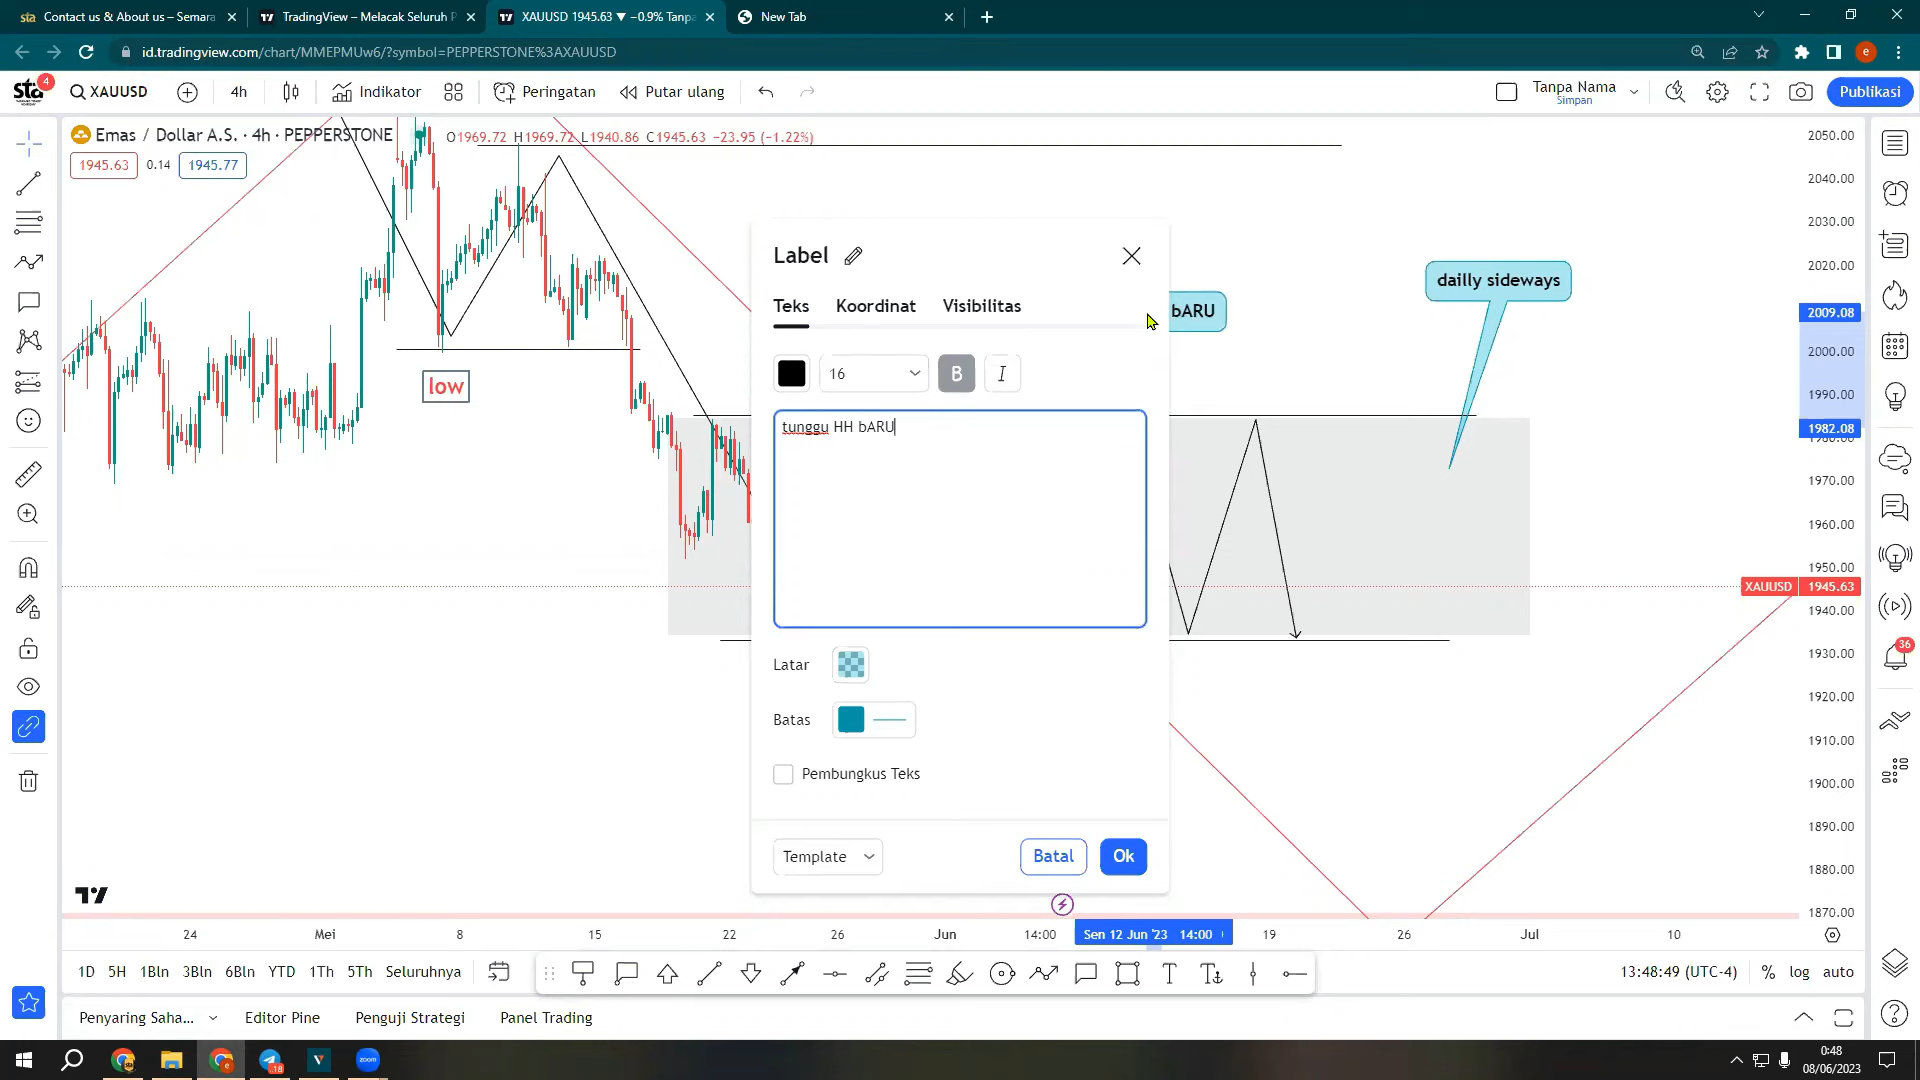 Contact us & About us – Semara
TradingView – Melacak Seluruh P
XAUUSD 1945.63 ▼ −0.9% Tanpa
New Tab
id.tradingview.com/chart/MMEPMUw6/?symbol=PEPPERSTONE%3AXAUUSD
e
sta
4
XAUUSD
4h
Indikator
Peringatan
Putar ulang
Tanpa Nama
Simpan
Publikasi
Emas / Dollar A.S. · 4h · PEPPERSTONE
O1969.72 H1969.72 L1940.86 C1945.63 −23.95 (−1.22%)
1945.63
0.14
1945.77
low
bARU
dailly sideways
Label
Teks
Koordinat
Visibilitas
16
B
I
tunggu HH bARU
Latar
Batas
Pembungkus Teks
Template
Batal
Ok
2050.00
2040.00
2030.00
2020.00
2009.08
2000.00
1990.00
1982.08
1980.00
1970.00
1960.00
1950.00
XAUUSD 1945.63
1940.00
1930.00
1920.00
1910.00
1900.00
1890.00
1880.00
1870.00
36
24
Mei
8
15
22
26
Jun
14:00
Sen 12 Jun '23 14:00
19
26
Jul
10
1D 5H 1Bln 3Bln 6Bln YTD 1Th 5Th Seluruhnya
13:48:49 (UTC-4)
%
log
auto
Penyaring Saha...
Editor Pine
Penguji Strategi
Panel Trading
18
zoom
0:48
08/06/2023